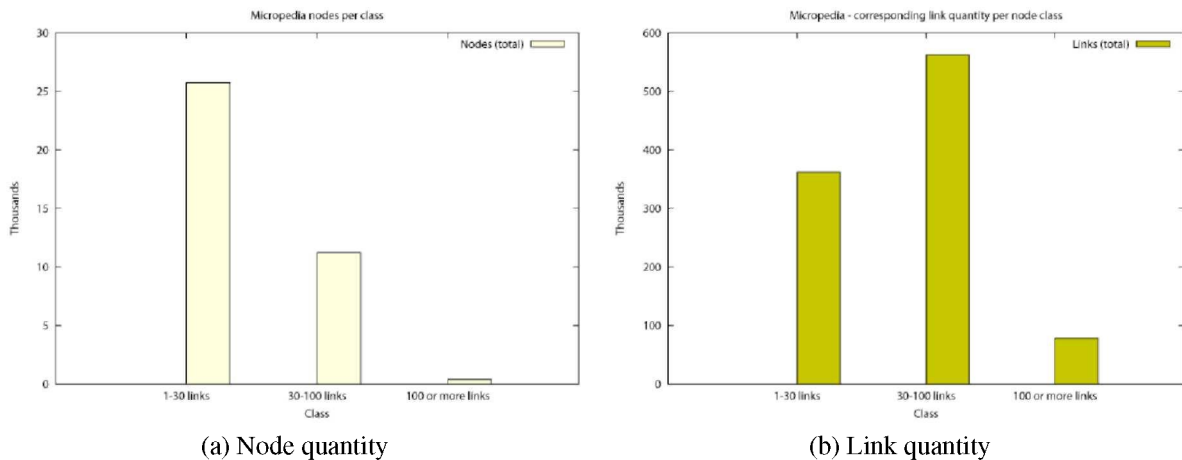 Micropedia nodes per class
30
Nodes (total)
25
20
15
10
5
0
Thousands
1-30 links 30-100 links 100 or more links
Class
(a) Node quantity
Micropedia - corresponding link quantity per node class
600
Links (total)
500
400
300
200
100
0
Thousands
1-30 links 30-100 links 100 or more links
Class
(b) Link quantity